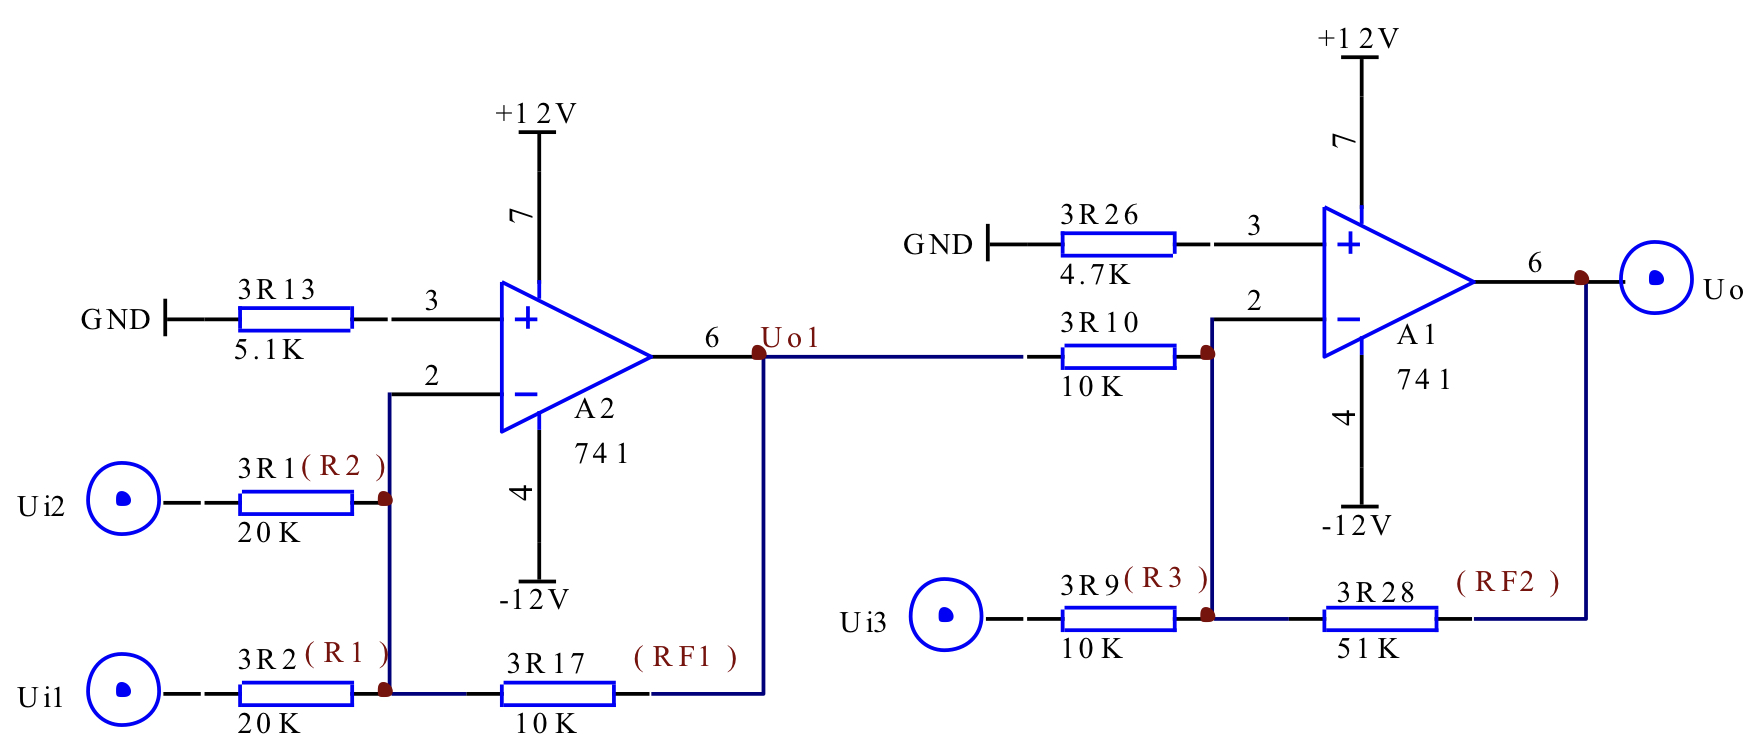 +12V
7
+12V
7
3R26
GND
3
4.7K
6
Uo
3R13
GND
3
5.1K
2
3R10
10K
A1
741
6
Uo1
2
A2
741
4
-12V
3R1(R2)
Ui2
20K
4
-12V
3R9(R3)
3R28
(RF2)
Ui3
10K
51K
3R2(R1)
3R17
(RF1)
Ui1
20K
10K